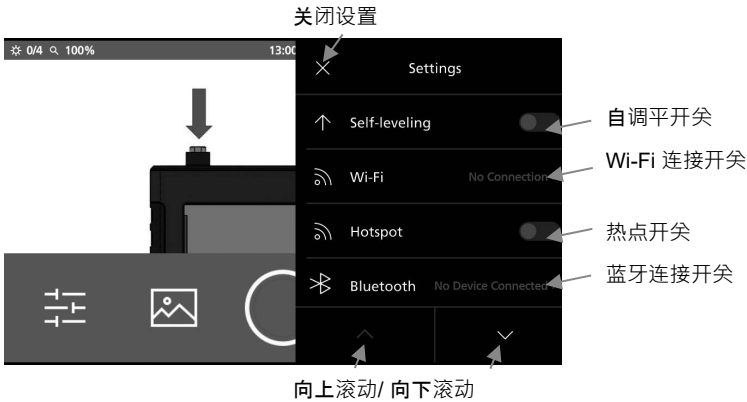 关闭设置
0/4 100% 13:00
Settings
Self-leveling
自调平开关
Wi-Fi No Connection
Wi-Fi 连接开关
Hotspot
热点开关
Bluetooth No Device Connected
蓝牙连接开关
向上滚动/ 向下滚动